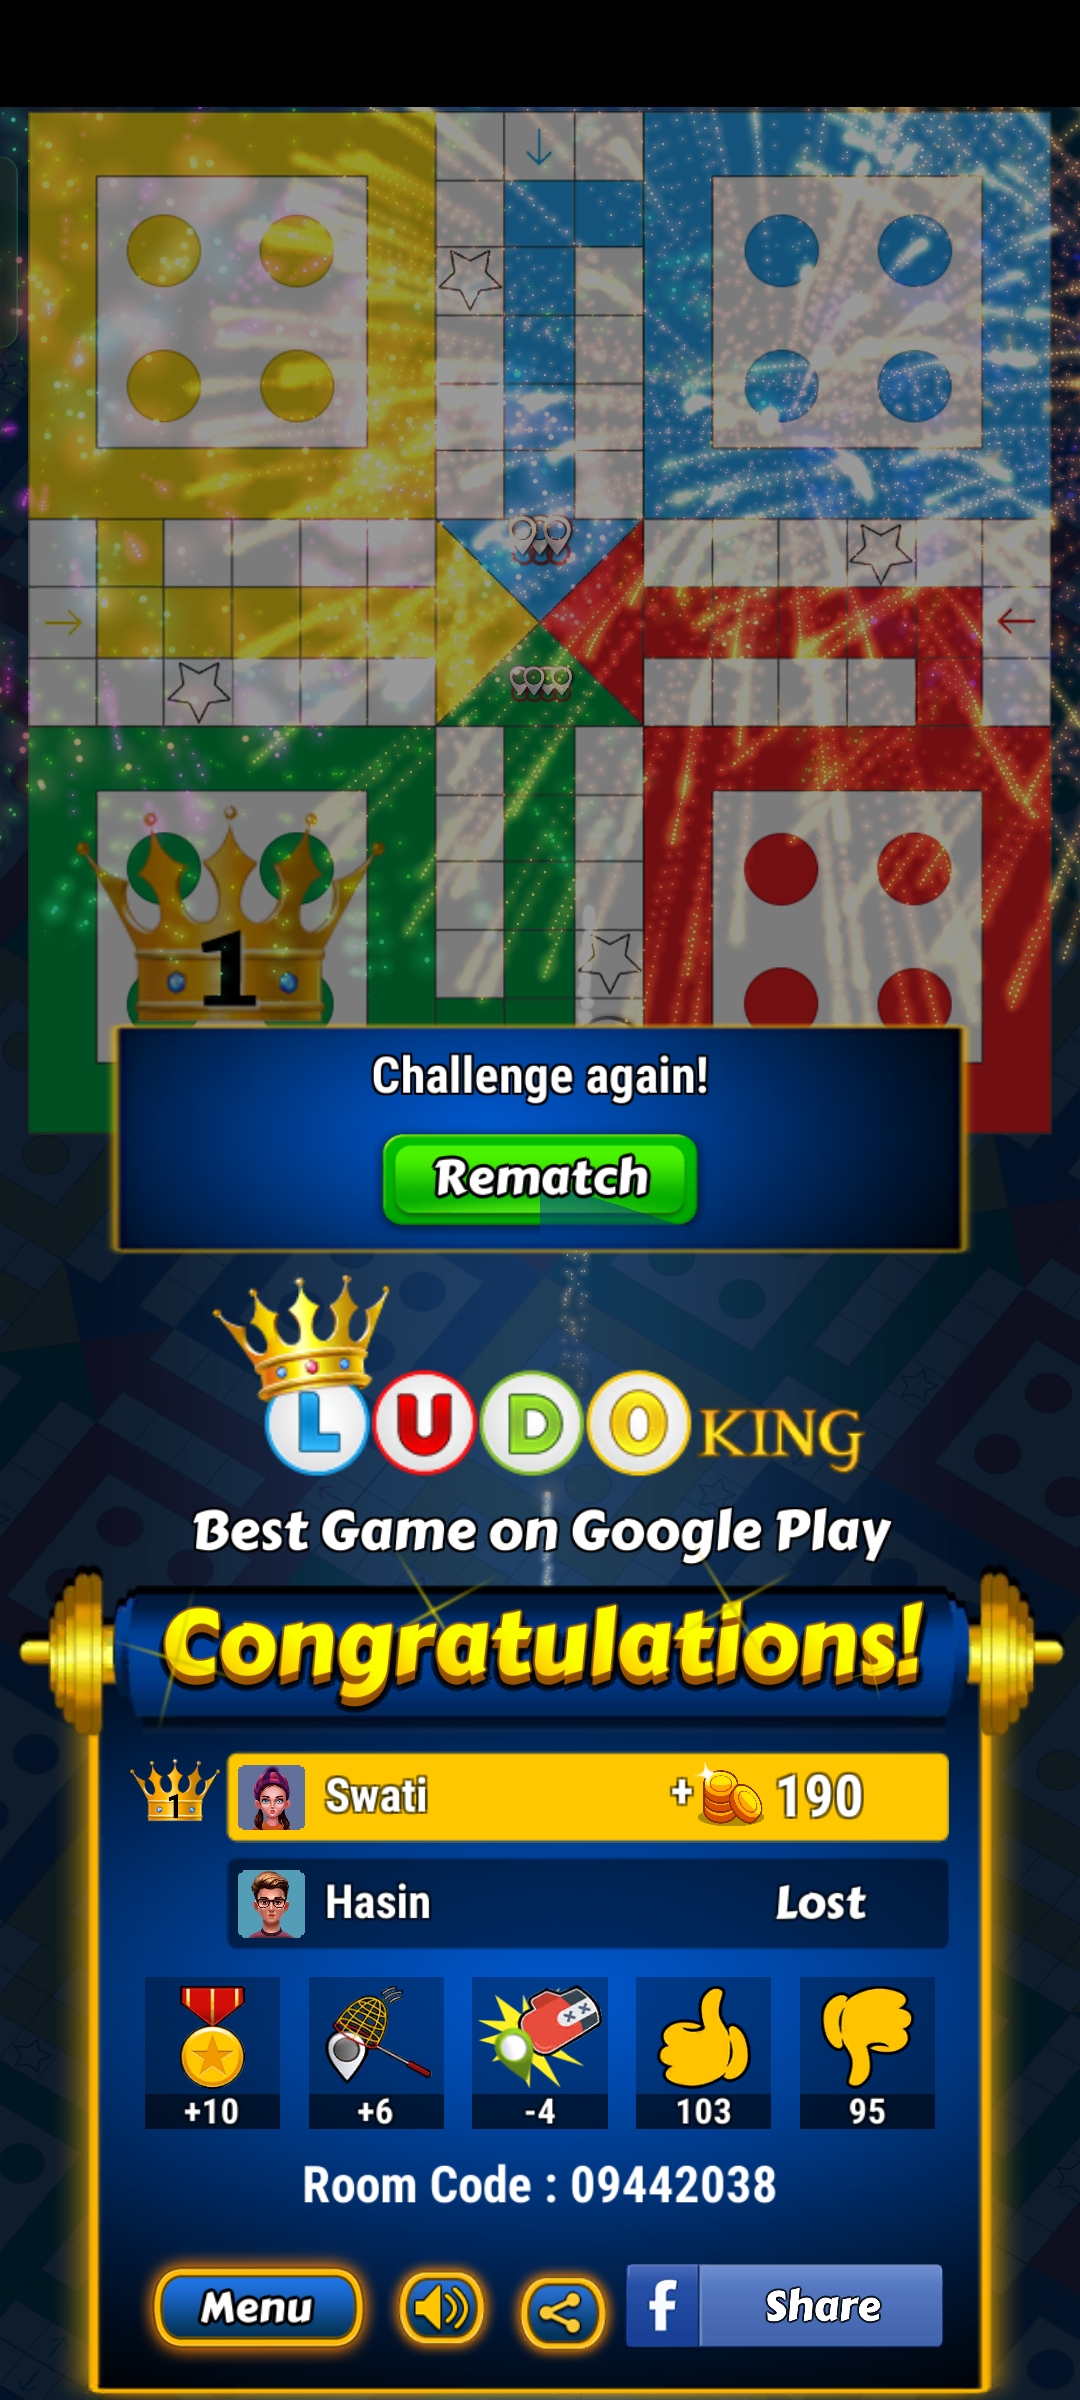 1
Challenge again!
Rematch
LUDO KING
Best Game on Google Play
Congratulations!
1 Swati + 190
Hasin Lost
+10 +6 -4 103 95
Room Code : 09442038
Menu f Share